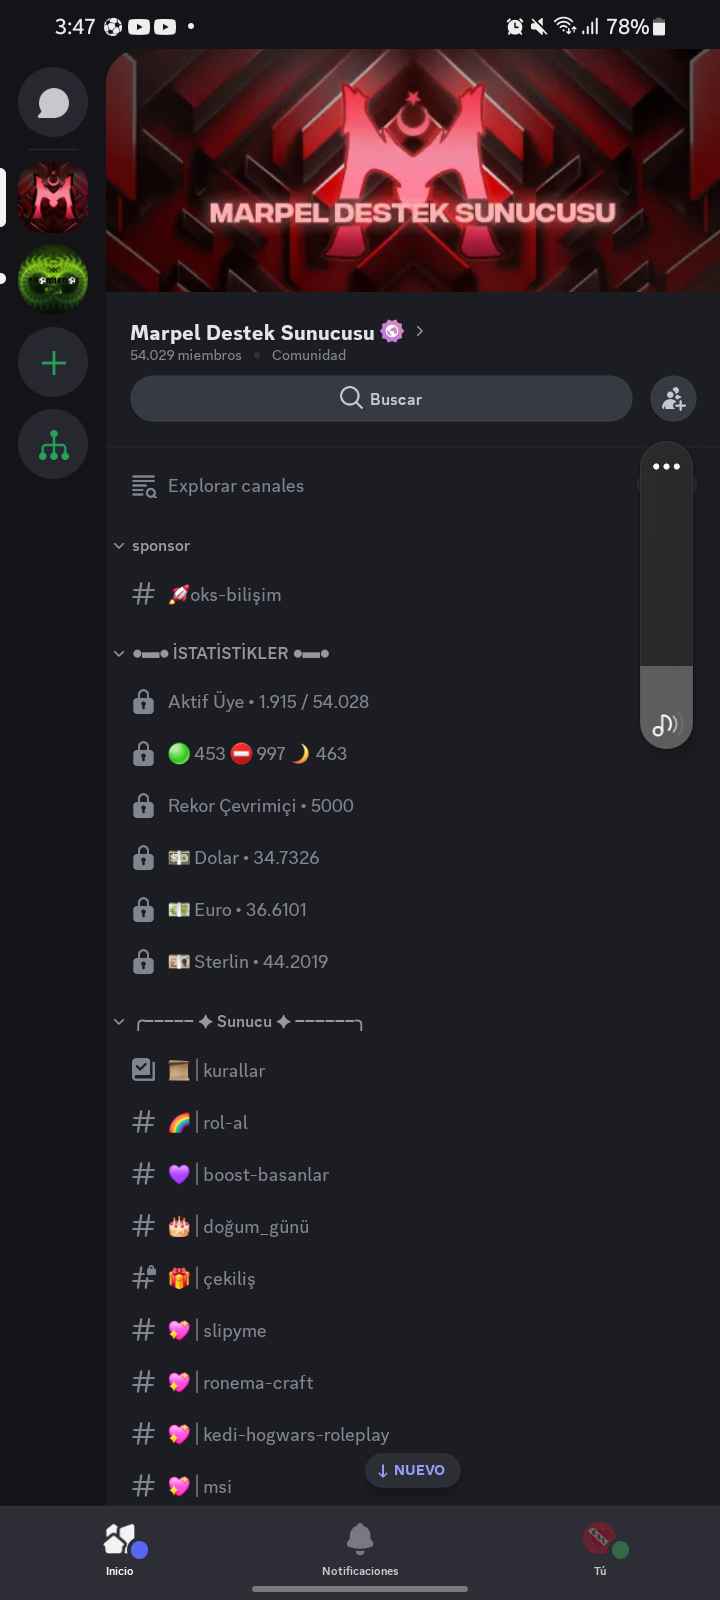 3:47
78%
MARPEL DESTEK SUNUCUSU
Marpel Destek Sunucusu
54.029 miembros • Comunidad
Buscar
Explorar canales
sponsor
🚀oks-bilişim
●▬● İSTATİSTİKLER ●▬●
Aktif Üye • 1.915 / 54.028
🟢 453 ⛔ 997 🌙 463
Rekor Çevrimiçi • 5000
💵 Dolar • 34.7326
💶 Euro • 36.6101
💷 Sterlin • 44.2019
╭───── ✦ Sunucu ✦ ──────╮
📜│kurallar
🌈│rol-al
💜│boost-basanlar
🎂│doğum_günü
🎁│çekiliş
💖│slipyme
💖│ronema-craft
💖│kedi-hogwars-roleplay
↓ NUEVO
💖│msi
Inicio
Notificaciones
Tú